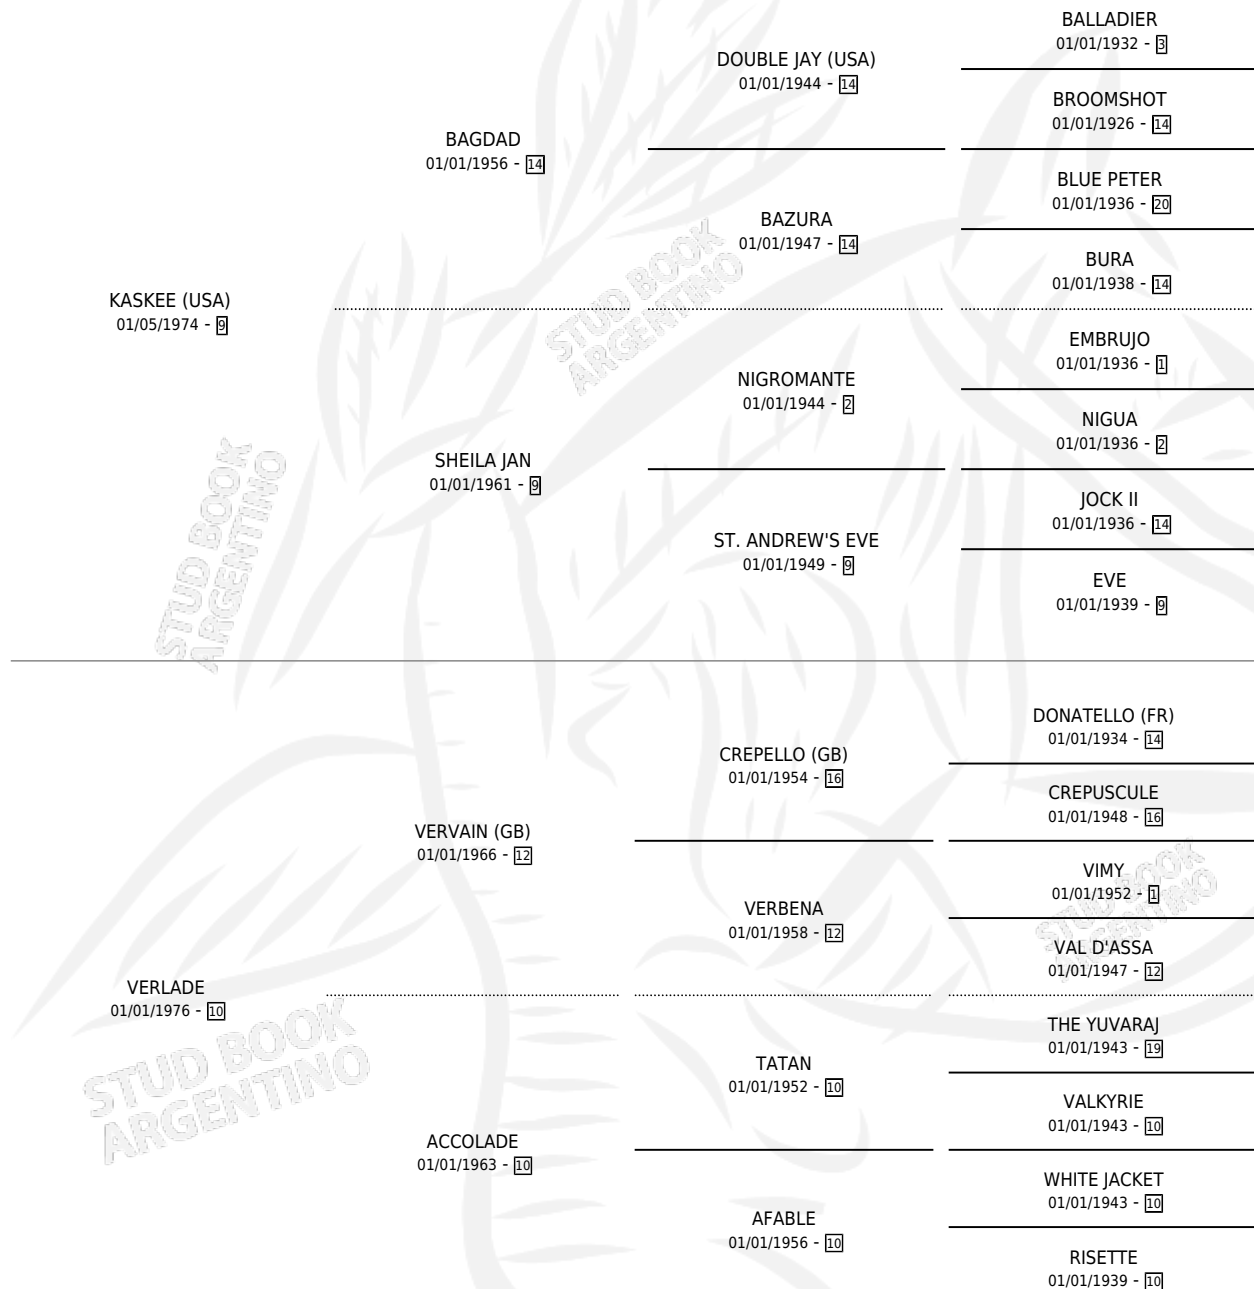 BALLADIER
01/01/1932 - 3
DOUBLE JAY (USA)
01/01/1944 - 14
BROOMSHOT
01/01/1926 - 14
BAGDAD
01/01/1956 - 14
BLUE PETER
01/01/1936 - 20
BAZURA
01/01/1947 - 14
BURA
01/01/1938 - 14
KASKEE (USA)
01/05/1974 - 9
EMBRUJO
01/01/1936 - 1
NIGROMANTE
01/01/1944 - 2
NIGUA
01/01/1936 - 2
SHEILA JAN
01/01/1961 - 9
JOCK II
01/01/1936 - 14
ST. ANDREW'S EVE
01/01/1949 - 9
EVE
01/01/1939 - 9
DONATELLO (FR)
01/01/1934 - 14
CREPELLO (GB)
01/01/1954 - 16
CREPUSCULE
01/01/1948 - 16
VERVAIN (GB)
01/01/1966 - 12
VIMY
01/01/1952 - 1
VERBENA
01/01/1958 - 12
VAL D'ASSA
01/01/1947 - 12
VERLADE
01/01/1976 - 10
THE YUVARAJ
01/01/1943 - 19
TATAN
01/01/1952 - 10
VALKYRIE
01/01/1943 - 10
ACCOLADE
01/01/1963 - 10
WHITE JACKET
01/01/1943 - 10
AFABLE
01/01/1956 - 10
RISETTE
01/01/1939 - 10
STUD BOOK
ARGENTINO
STUD BOOK
ARGENTINO
STUD BOOK
ARGENTINO
STUD BOOK
ARGENTINO